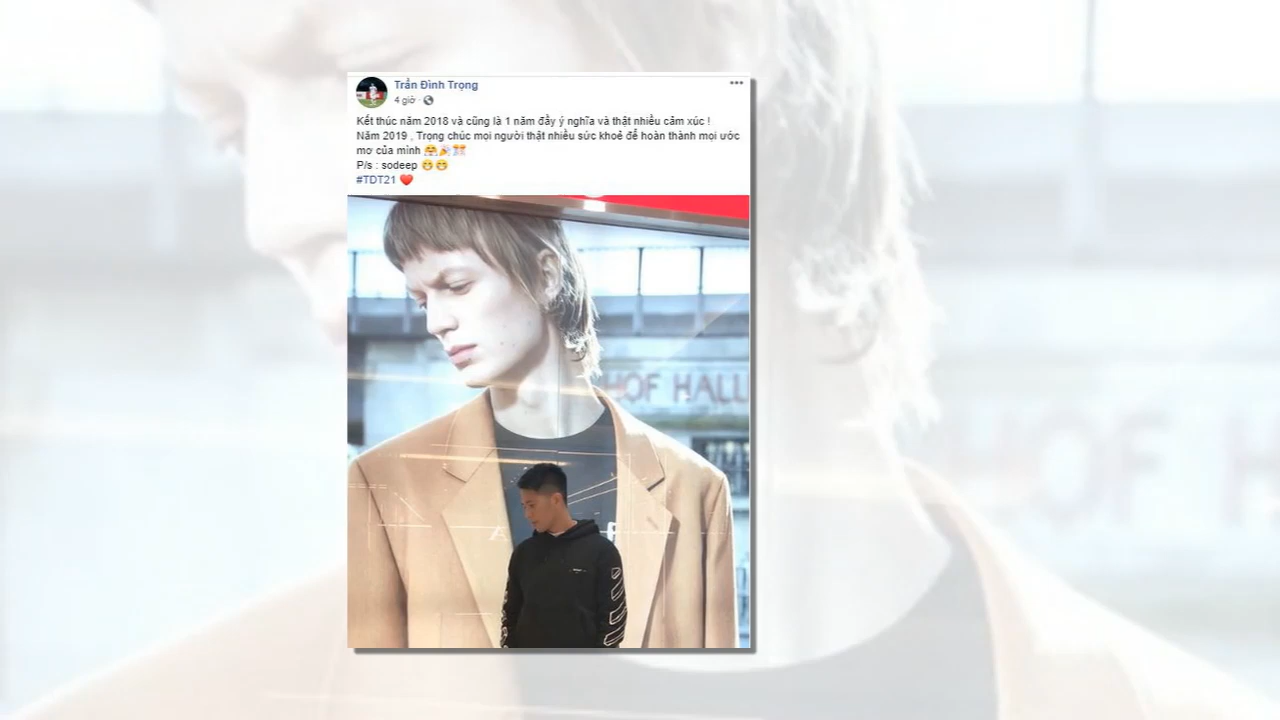 Trần Đình Trọng
4 giờ ·
Kết thúc năm 2018 và cũng là 1 năm đầy ý nghĩa và thật nhiều cảm xúc !
Năm 2019 , Trọng chúc mọi người thật nhiều sức khoẻ để hoàn thành mọi ước
mơ của mình 🤗🎉🎊
P/s : sodeep 😁😁
#TDT21 ❤️
HOF HALL